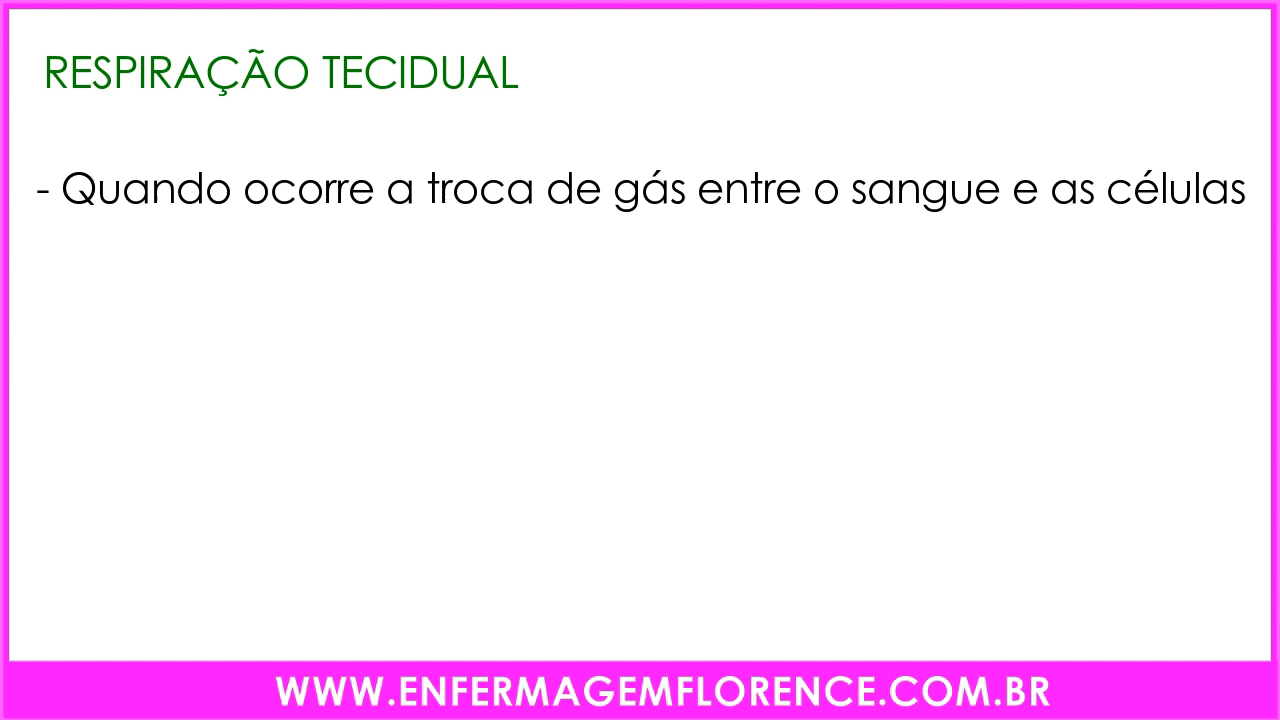 RESPIRAÇÃO TECIDUAL
- Quando ocorre a troca de gás entre o sangue e as células
WWW.ENFERMAGEMFLORENCE.COM.BR